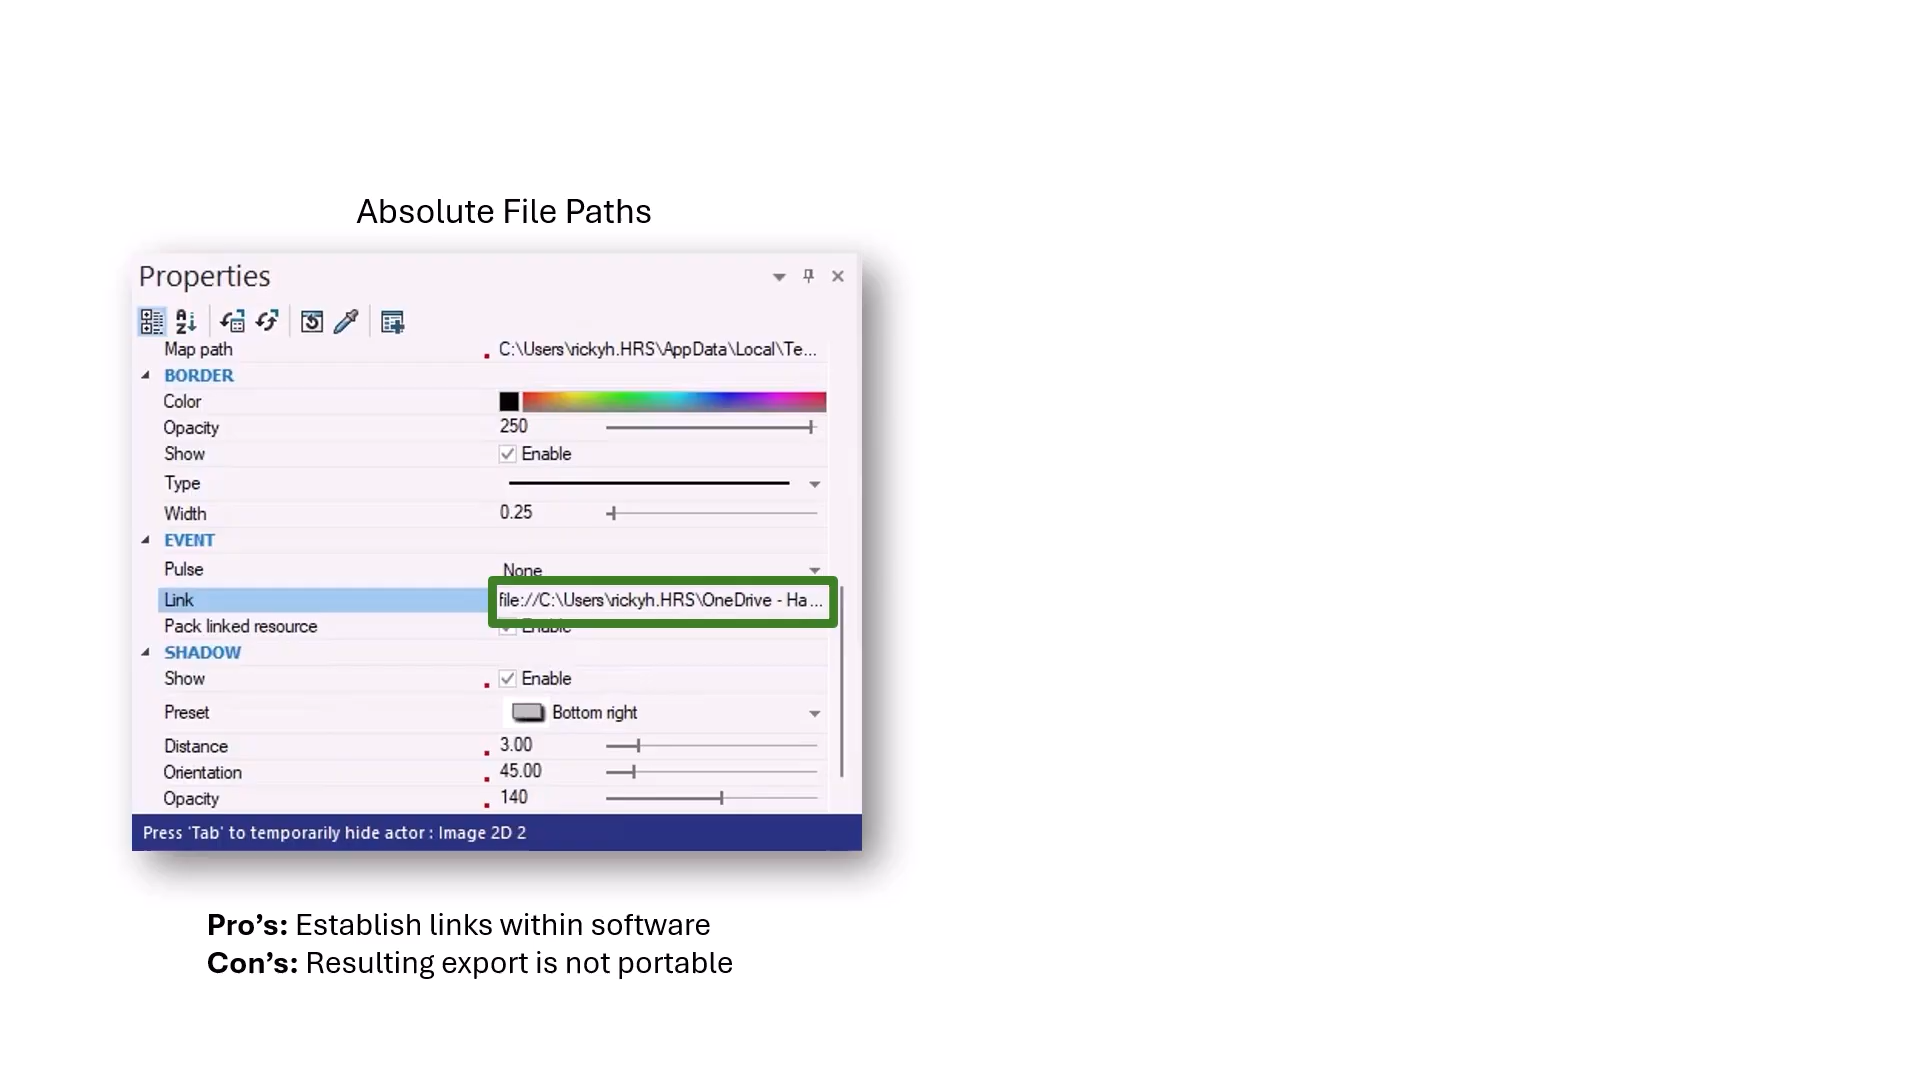 Absolute File Paths
Properties
Map path C:\Users\rickyh.HRS\AppData\Local\Te...
BORDER
Color
Opacity 250
Show Enable
Type
Width 0.25
EVENT
Pulse None
Link file://C:\Users\rickyh.HRS\OneDrive - Ha...
Pack linked resource Enable
SHADOW
Show Enable
Preset Bottom right
Distance 3.00
Orientation 45.00
Opacity 140
Press 'Tab' to temporarily hide actor : Image 2D 2
Pro’s: Establish links within software
Con’s: Resulting export is not portable